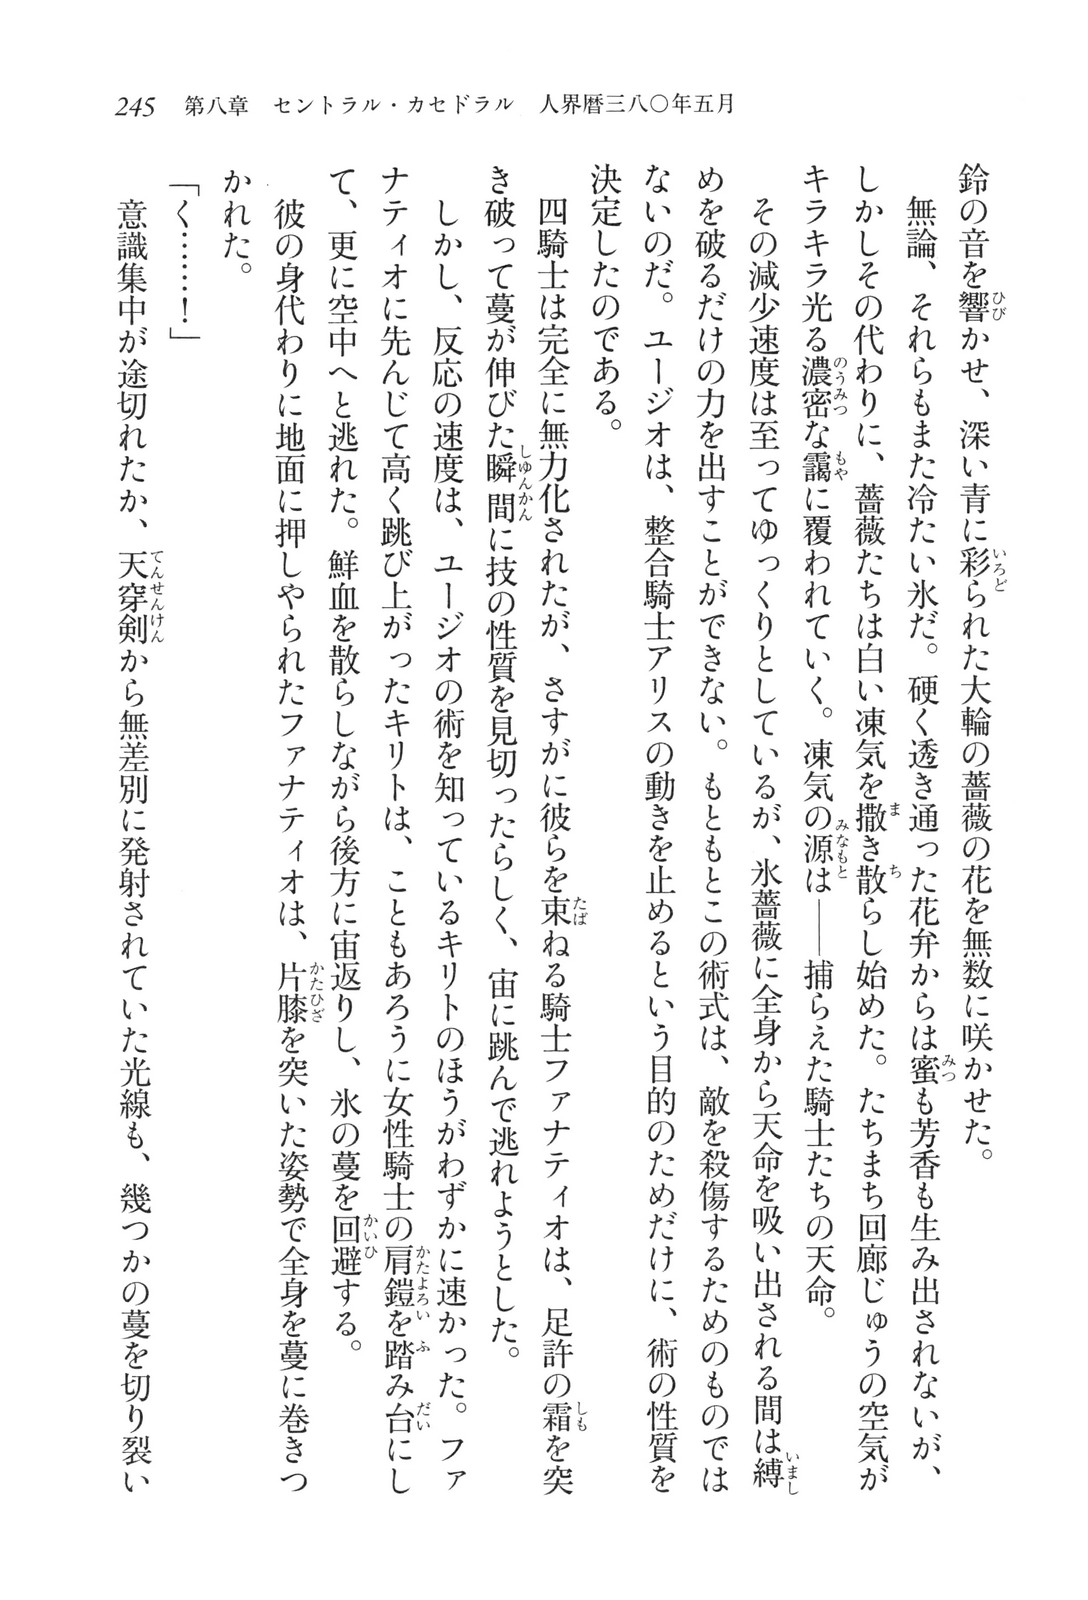 245　第八章　セントラル・カセドラル　人界暦三八〇年五月
鈴の音を響かせ、深い青に彩られた大輪の薔薇の花を無数に咲かせた。
　無論、それらもまた冷たい氷だ。硬く透き通った花弁からは蜜も芳香も生み出されないが、
しかしその代わりに、薔薇たちは白い凍気を撒き散らし始めた。たちまち回廊じゅうの空気が
キラキラ光る濃密な靄に覆われていく。凍気の源は――捕らえた騎士たちの天命。
　その減少速度は至ってゆっくりとしているが、氷薔薇に全身から天命を吸い出される間は縛
めを破るだけの力を出すことができない。もともとこの術式は、敵を殺傷するためのものでは
ないのだ。ユージオは、整合騎士アリスの動きを止めるという目的のためだけに、術の性質を
決定したのである。
　四騎士は完全に無力化されたが、さすがに彼らを束ねる騎士ファナティオは、足許の霜を突
き破って蔓が伸びた瞬間に技の性質を見切ったらしく、宙に跳んで逃れようとした。
　しかし、反応の速度は、ユージオの術を知っているキリトのほうがわずかに速かった。ファ
ナティオに先んじて高く跳び上がったキリトは、こともあろうに女性騎士の肩鎧を踏み台にし
て、更に空中へと逃れた。鮮血を散らしながら後方に宙返りし、氷の蔓を回避する。
　彼の身代わりに地面に押しやられたファナティオは、片膝を突いた姿勢で全身を蔓に巻きつ
かれた。
「く……！」
　意識集中が途切れたか、天穿剣から無差別に発射されていた光線も、幾つかの蔓を切り裂い